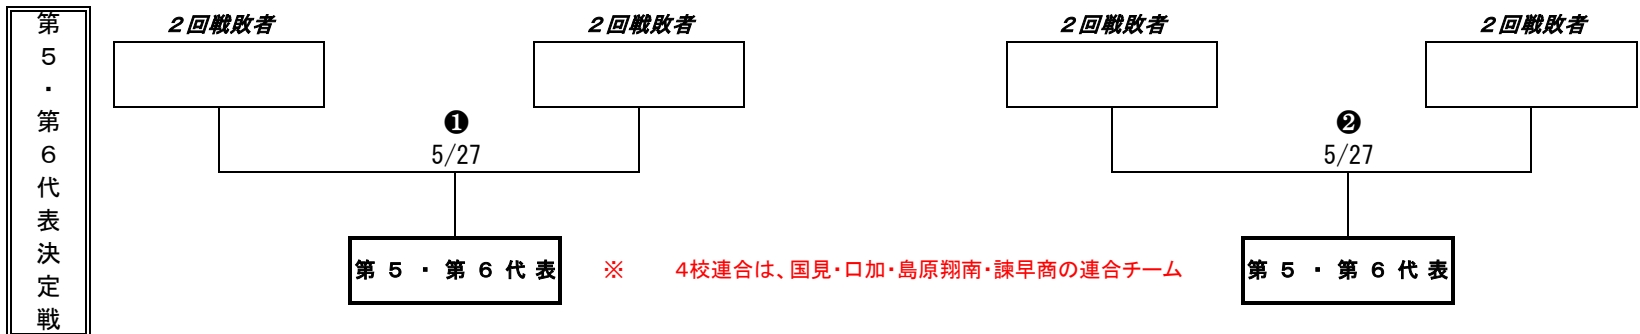 第５・第６代表決定戦
２回戦敗者
２回戦敗者
２回戦敗者
２回戦敗者
❶
❷
5/27
5/27
第 ５ ・ 第 ６ 代 表
※ 4校連合は、国見・口加・島原翔南・諫早商の連合チーム
第 ５ ・ 第 ６ 代 表